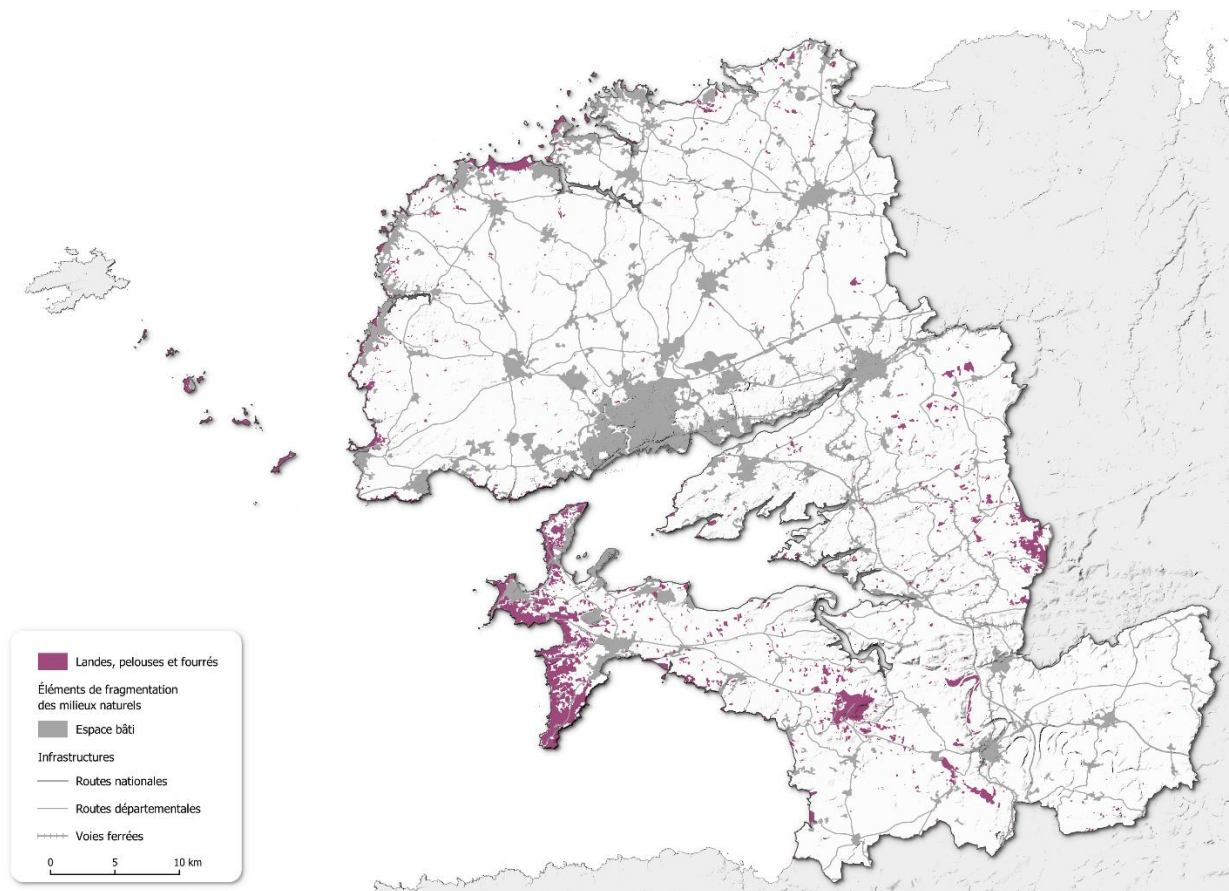 Landes, pelouses et fourrés
Éléments de fragmentation
des milieux naturels
Espace bâti
Infrastructures
Routes nationales
Routes départementales
Voies ferrées
0 5 10 km